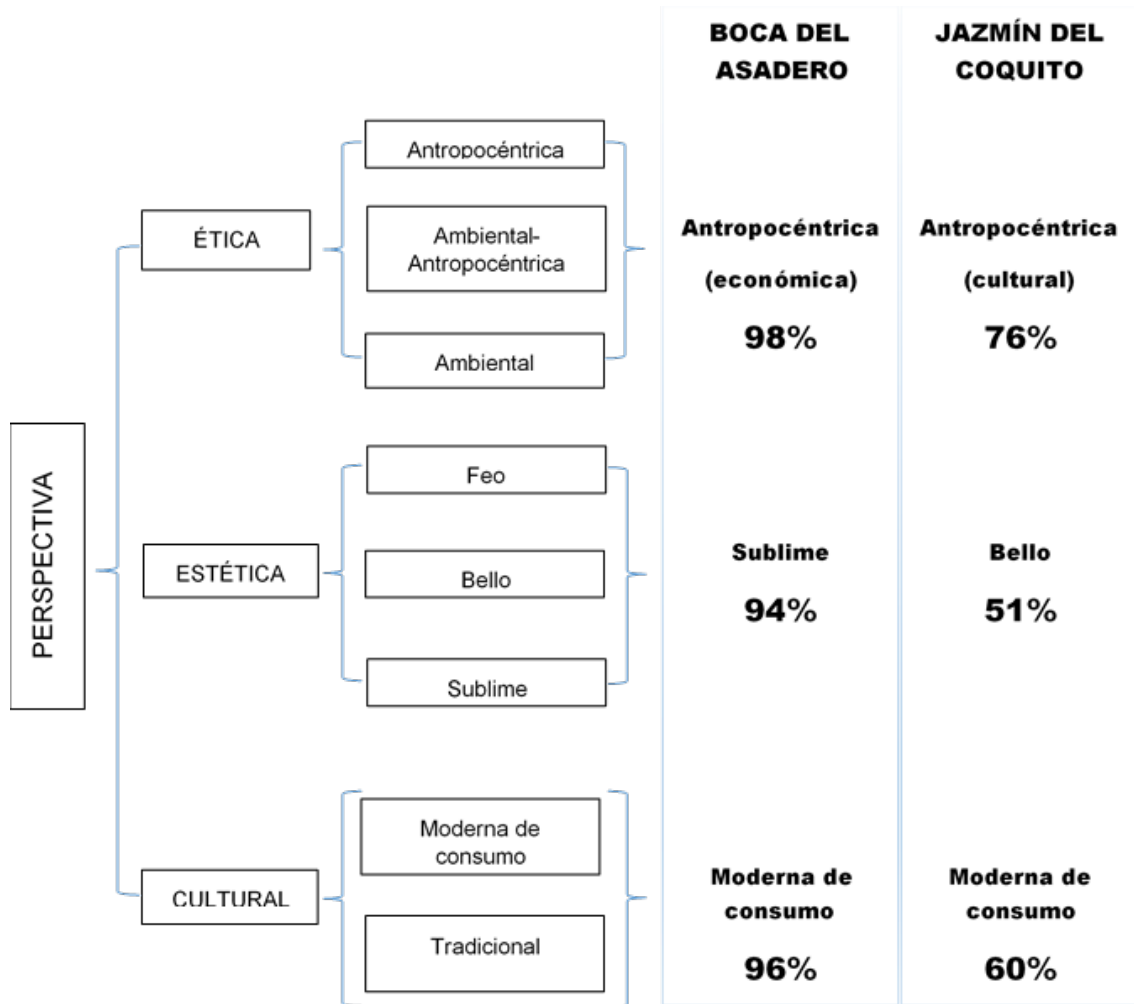 BOCA DEL
ASADERO
JAZMÍN DEL
COQUITO
PERSPECTIVA
ÉTICA
Antropocéntrica
Ambiental-
Antropocéntrica
Ambiental
Antropocéntrica
(económica)
98%
Antropocéntrica
(cultural)
76%
ESTÉTICA
Feo
Bello
Sublime
Sublime
94%
Bello
51%
CULTURAL
Moderna de
consumo
Tradicional
Moderna de
consumo
96%
Moderna de
consumo
60%